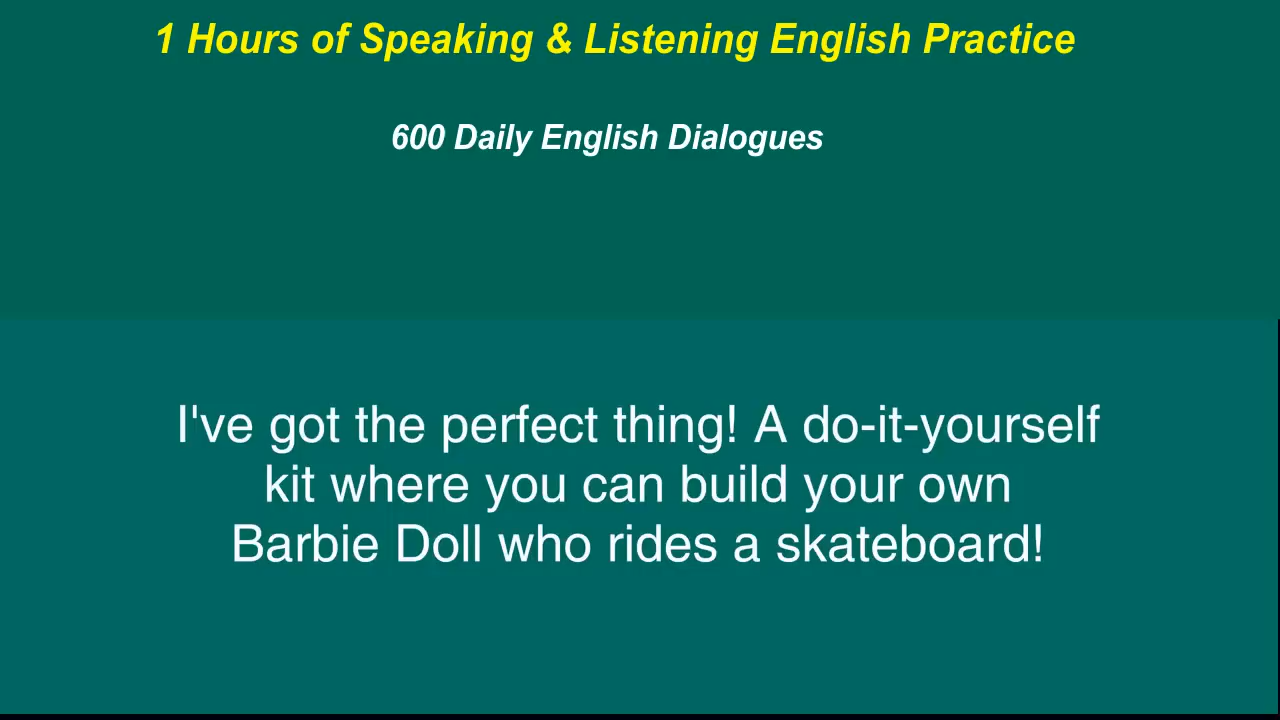 1 Hours of Speaking & Listening English Practice
600 Daily English Dialogues
I've got the perfect thing! A do-it-yourself
kit where you can build your own
Barbie Doll who rides a skateboard!